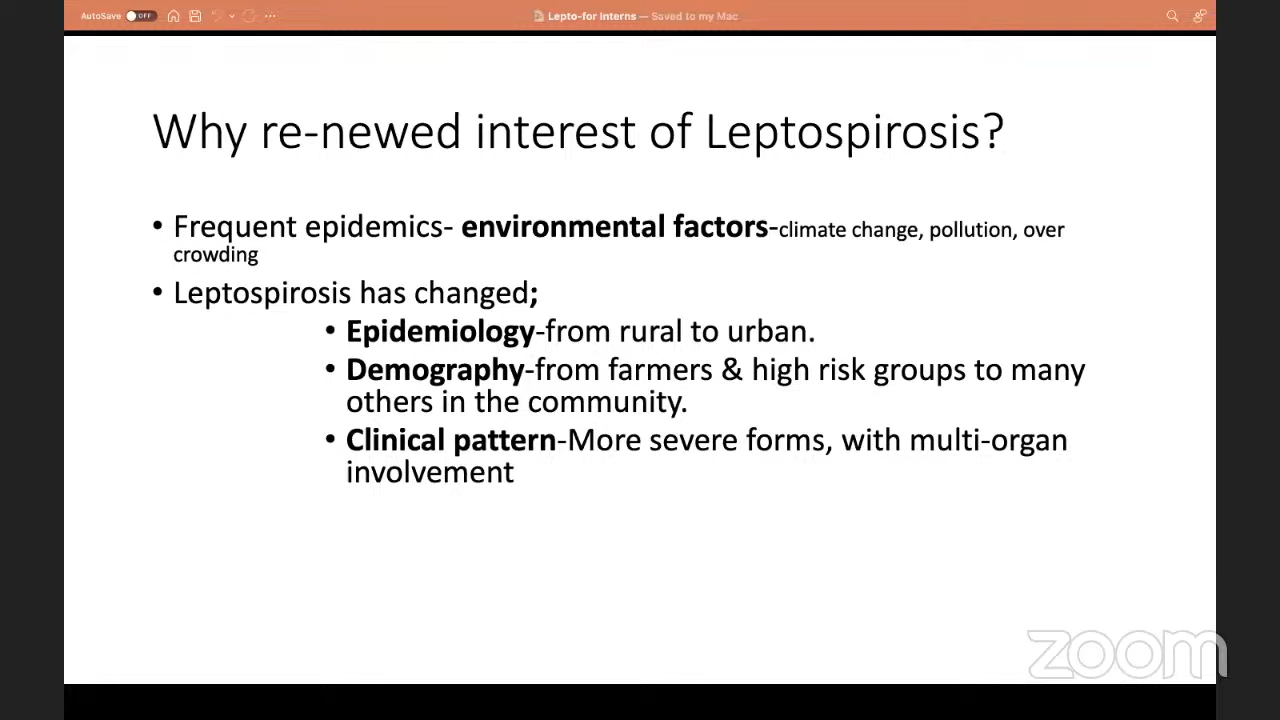 AutoSave OFF
Lepto-for Interns — Saved to my Mac
Why re-newed interest of Leptospirosis?
• Frequent epidemics- environmental factors-climate change, pollution, over
crowding
• Leptospirosis has changed;
• Epidemiology-from rural to urban.
• Demography-from farmers & high risk groups to many
others in the community.
• Clinical pattern-More severe forms, with multi-organ
involvement
zoom